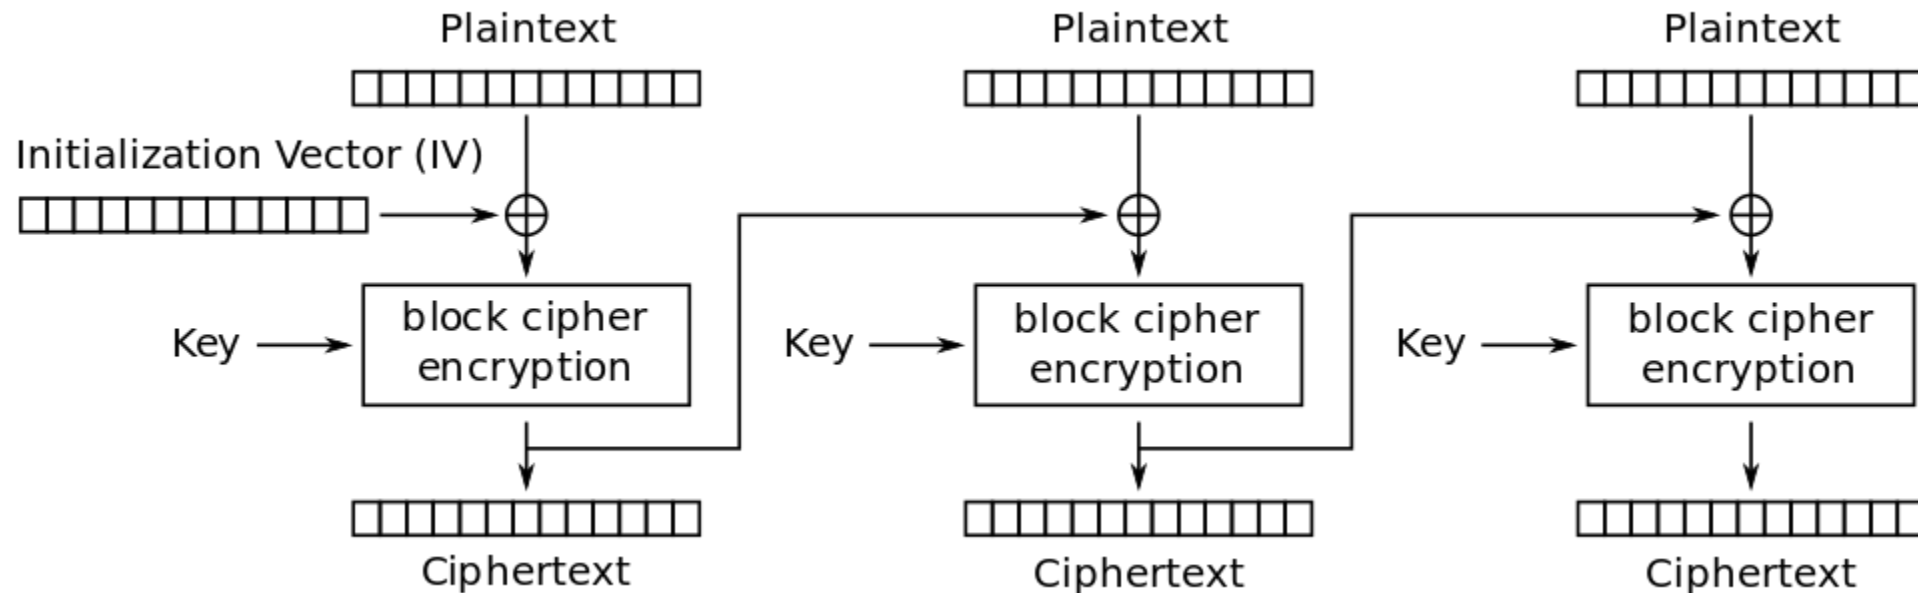 Plaintext
Plaintext
Plaintext
Initialization Vector (IV)
Key
block cipher
encryption
Key
block cipher
encryption
Key
block cipher
encryption
Ciphertext
Ciphertext
Ciphertext